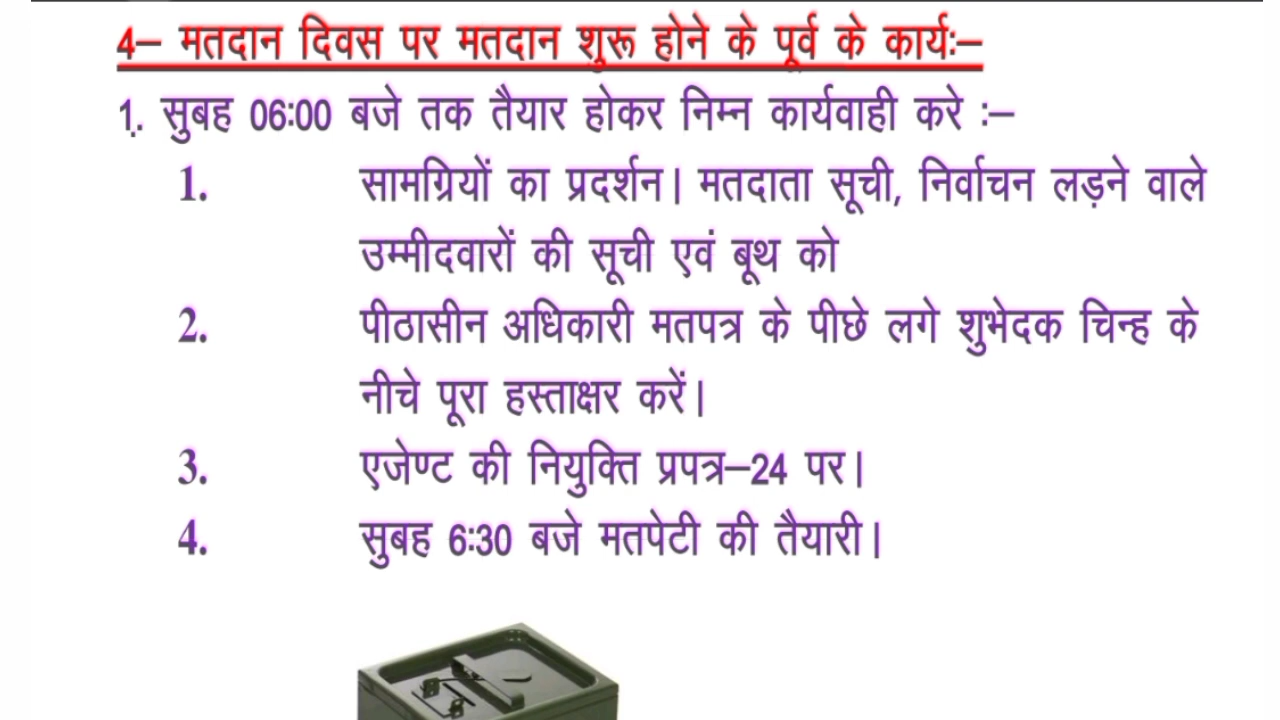 4– मतदान दिवस पर मतदान शुरू होने के पूर्व के कार्यः–
1. सुबह 06:00 बजे तक तैयार होकर निम्न कार्यवाही करे :–
1. सामग्रियों का प्रदर्शन। मतदाता सूची, निर्वाचन लड़ने वाले
उम्मीदवारों की सूची एवं बूथ को
2. पीठासीन अधिकारी मतपत्र के पीछे लगे शुभेदक चिन्ह के
नीचे पूरा हस्ताक्षर करें।
3. एजेण्ट की नियुक्ति प्रपत्र–24 पर।
4. सुबह 6:30 बजे मतपेटी की तैयारी।